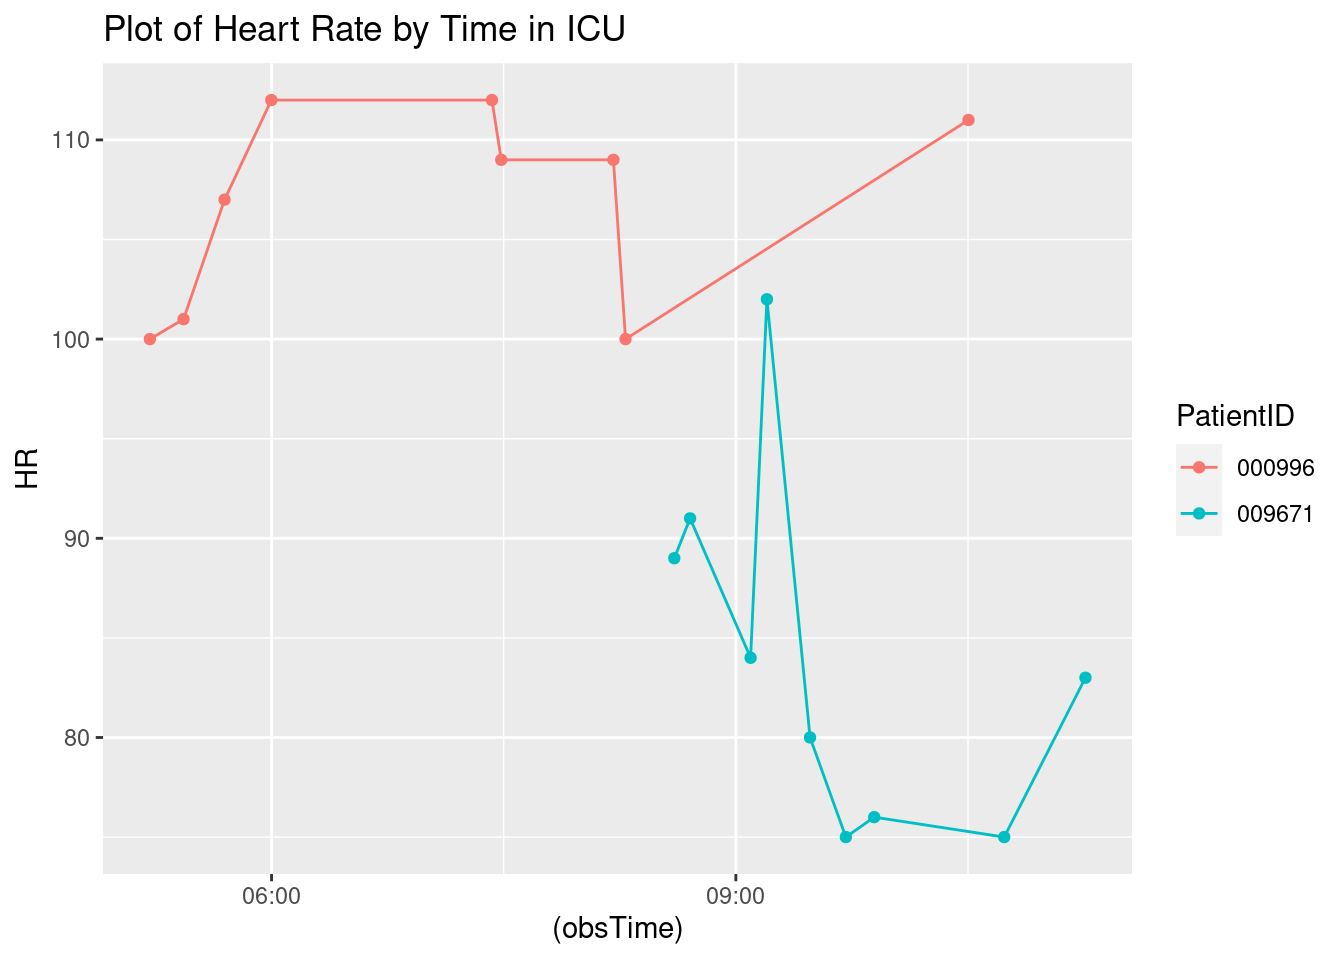 Plot of Heart Rate by Time in ICU
110
100
90
80
HR
06:00
09:00
(obsTime)
PatientID
000996
009671